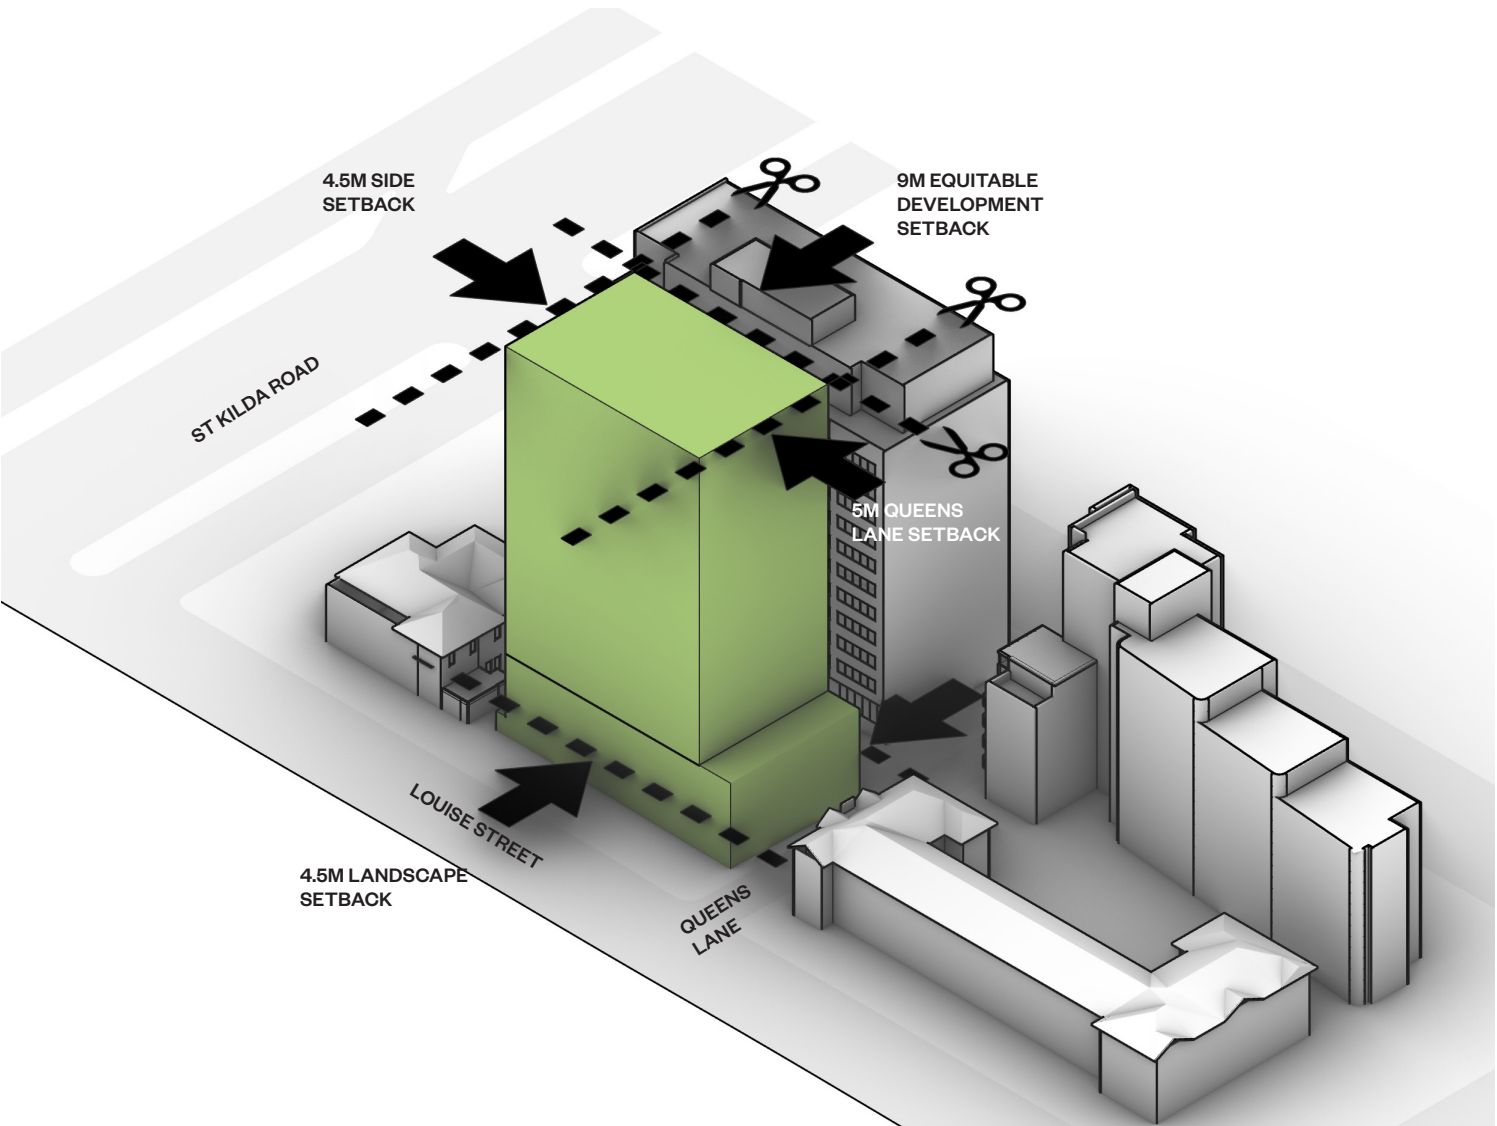 4.5M SIDE
SETBACK
9M EQUITABLE
DEVELOPMENT
SETBACK
ST KILDA ROAD
5M QUEENS
LANE SETBACK
LOUISE STREET
4.5M LANDSCAPE
SETBACK
QUEENS
LANE